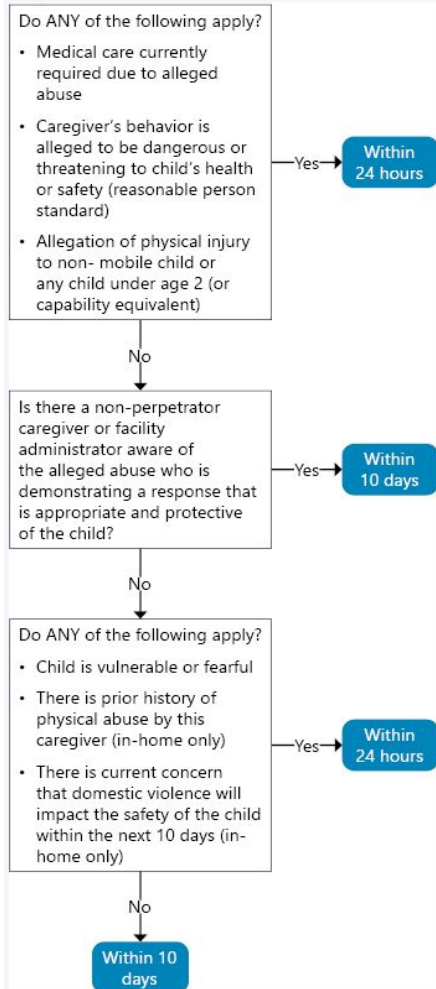 Do ANY of the following apply?
• Medical care currently
required due to alleged
abuse
• Caregiver's behavior is
alleged to be dangerous or
threatening to child's health
or safety (reasonable person
standard)
• Allegation of physical injury
to non- mobile child or
any child under age 2 (or
capability equivalent)
Yes
Within
24 hours
No
Is there a non-perpetrator
caregiver or facility
administrator aware of
the alleged abuse who is
demonstrating a response that
is appropriate and protective
of the child?
Yes
Within
10 days
No
Do ANY of the following apply?
• Child is vulnerable or fearful
• There is prior history of
physical abuse by this
caregiver (in-home only)
• There is current concern
that domestic violence will
impact the safety of the child
within the next 10 days (in-
home only)
Yes
Within
24 hours
No
Within 10
days